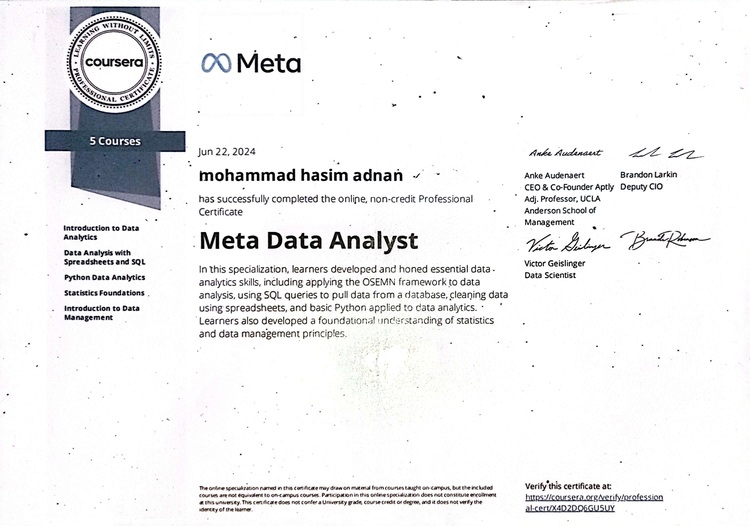 LEARNING WITHOUT LIMITS
coursera
PROFESSIONAL CERTIFICATE
5 Courses
Introduction to Data
Analytics
Data Analysis with
Spreadsheets and SQL
Python Data Analytics
Statistics Foundations
Introduction to Data
Management
Meta
Jun 22, 2024
mohammad hasim adnan
has successfully completed the online, non-credit Professional
Certificate
Meta Data Analyst
In this specialization, learners developed and honed essential data
analytics skills, including applying the OSEMN framework to data
analysis, using SQL queries to pull data from a database, cleaning data
using spreadsheets, and basic Python applied to data analytics.
Learners also developed a foundational understanding of statistics
and data management principles.
Anke Audenaert
Anke Audenaert
CEO & Co-Founder Aptly
Adj. Professor, UCLA
Anderson School of
Management
Brandon Larkin
Deputy CIO
Victor Geislinger
Victor Geislinger
Data Scientist
The online specialization named in this certificate may draw on material from courses taught on-campus, but the included
courses are not equivalent to on-campus courses. Participation in this online specialization does not constitute enrollment
at this university. This certificate does not confer a University grade, course credit or degree, and it does not verify the
identity of the learner.
Verify this certificate at:
https://coursera.org/verify/profession
al-cert/X4D2DQ6GU5UY